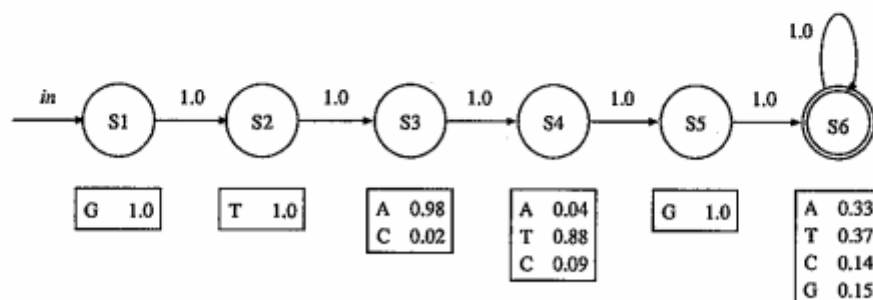 1.0
in 1.0 1.0 1.0 1.0 1.0
S1 S2 S3 S4 S5 S6
G 1.0 T 1.0 A 0.98 A 0.04 G 1.0 A 0.33
C 0.02 T 0.88 T 0.37
C 0.09 C 0.14
G 0.15